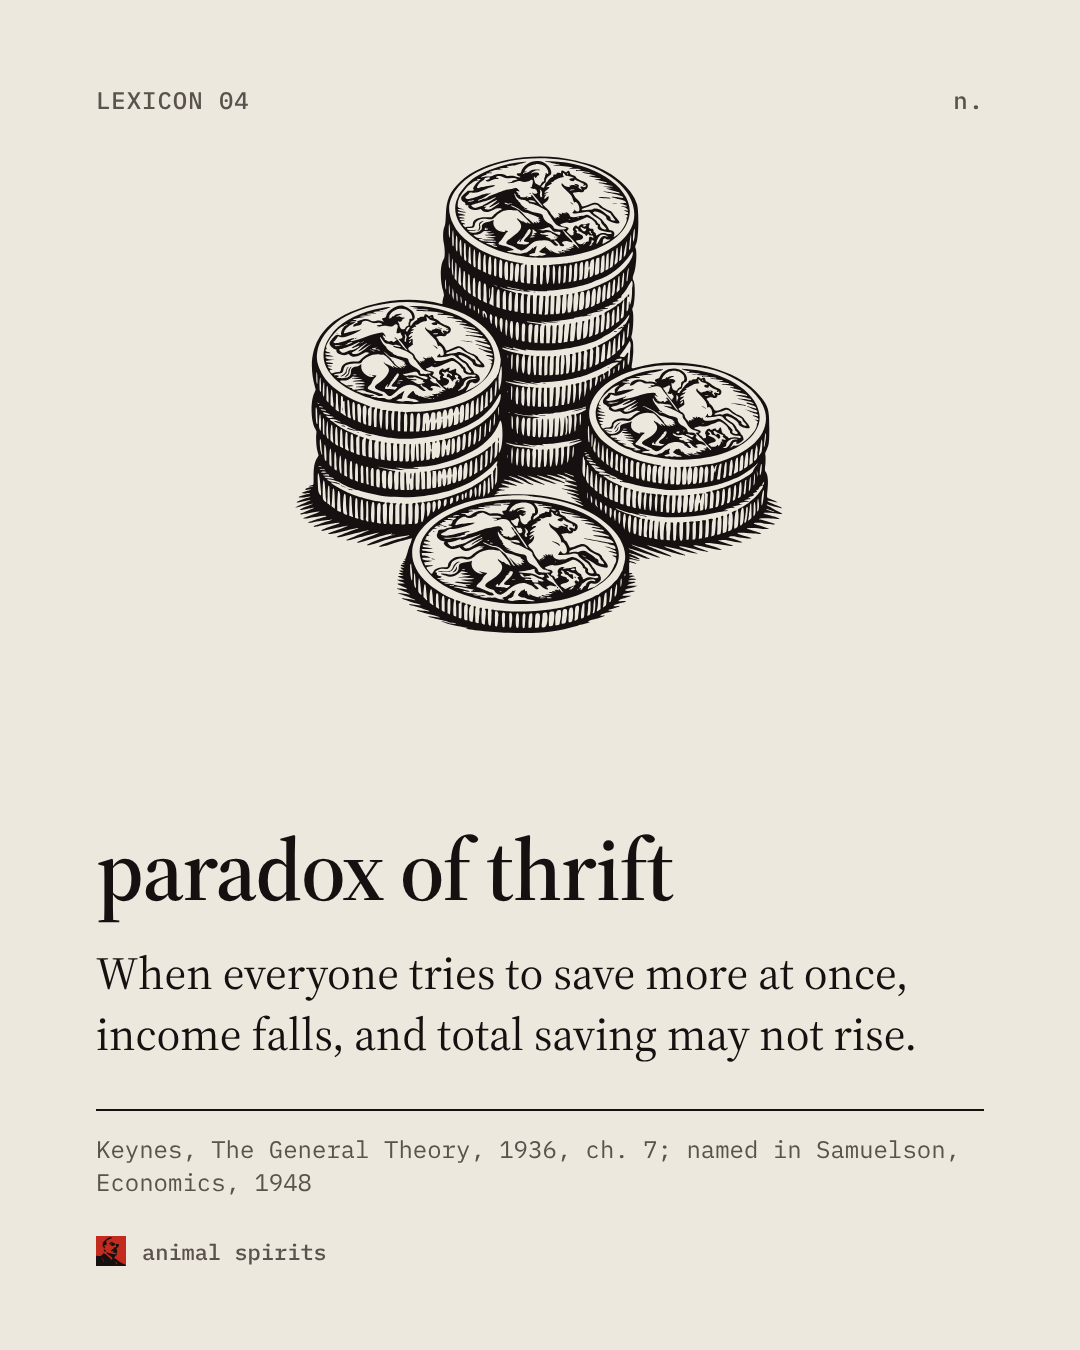 LEXICON 04
n.
paradox of thrift
When everyone tries to save more at once,
income falls, and total saving may not rise.
Keynes, The General Theory, 1936, ch. 7; named in Samuelson,
Economics, 1948
animal spirits